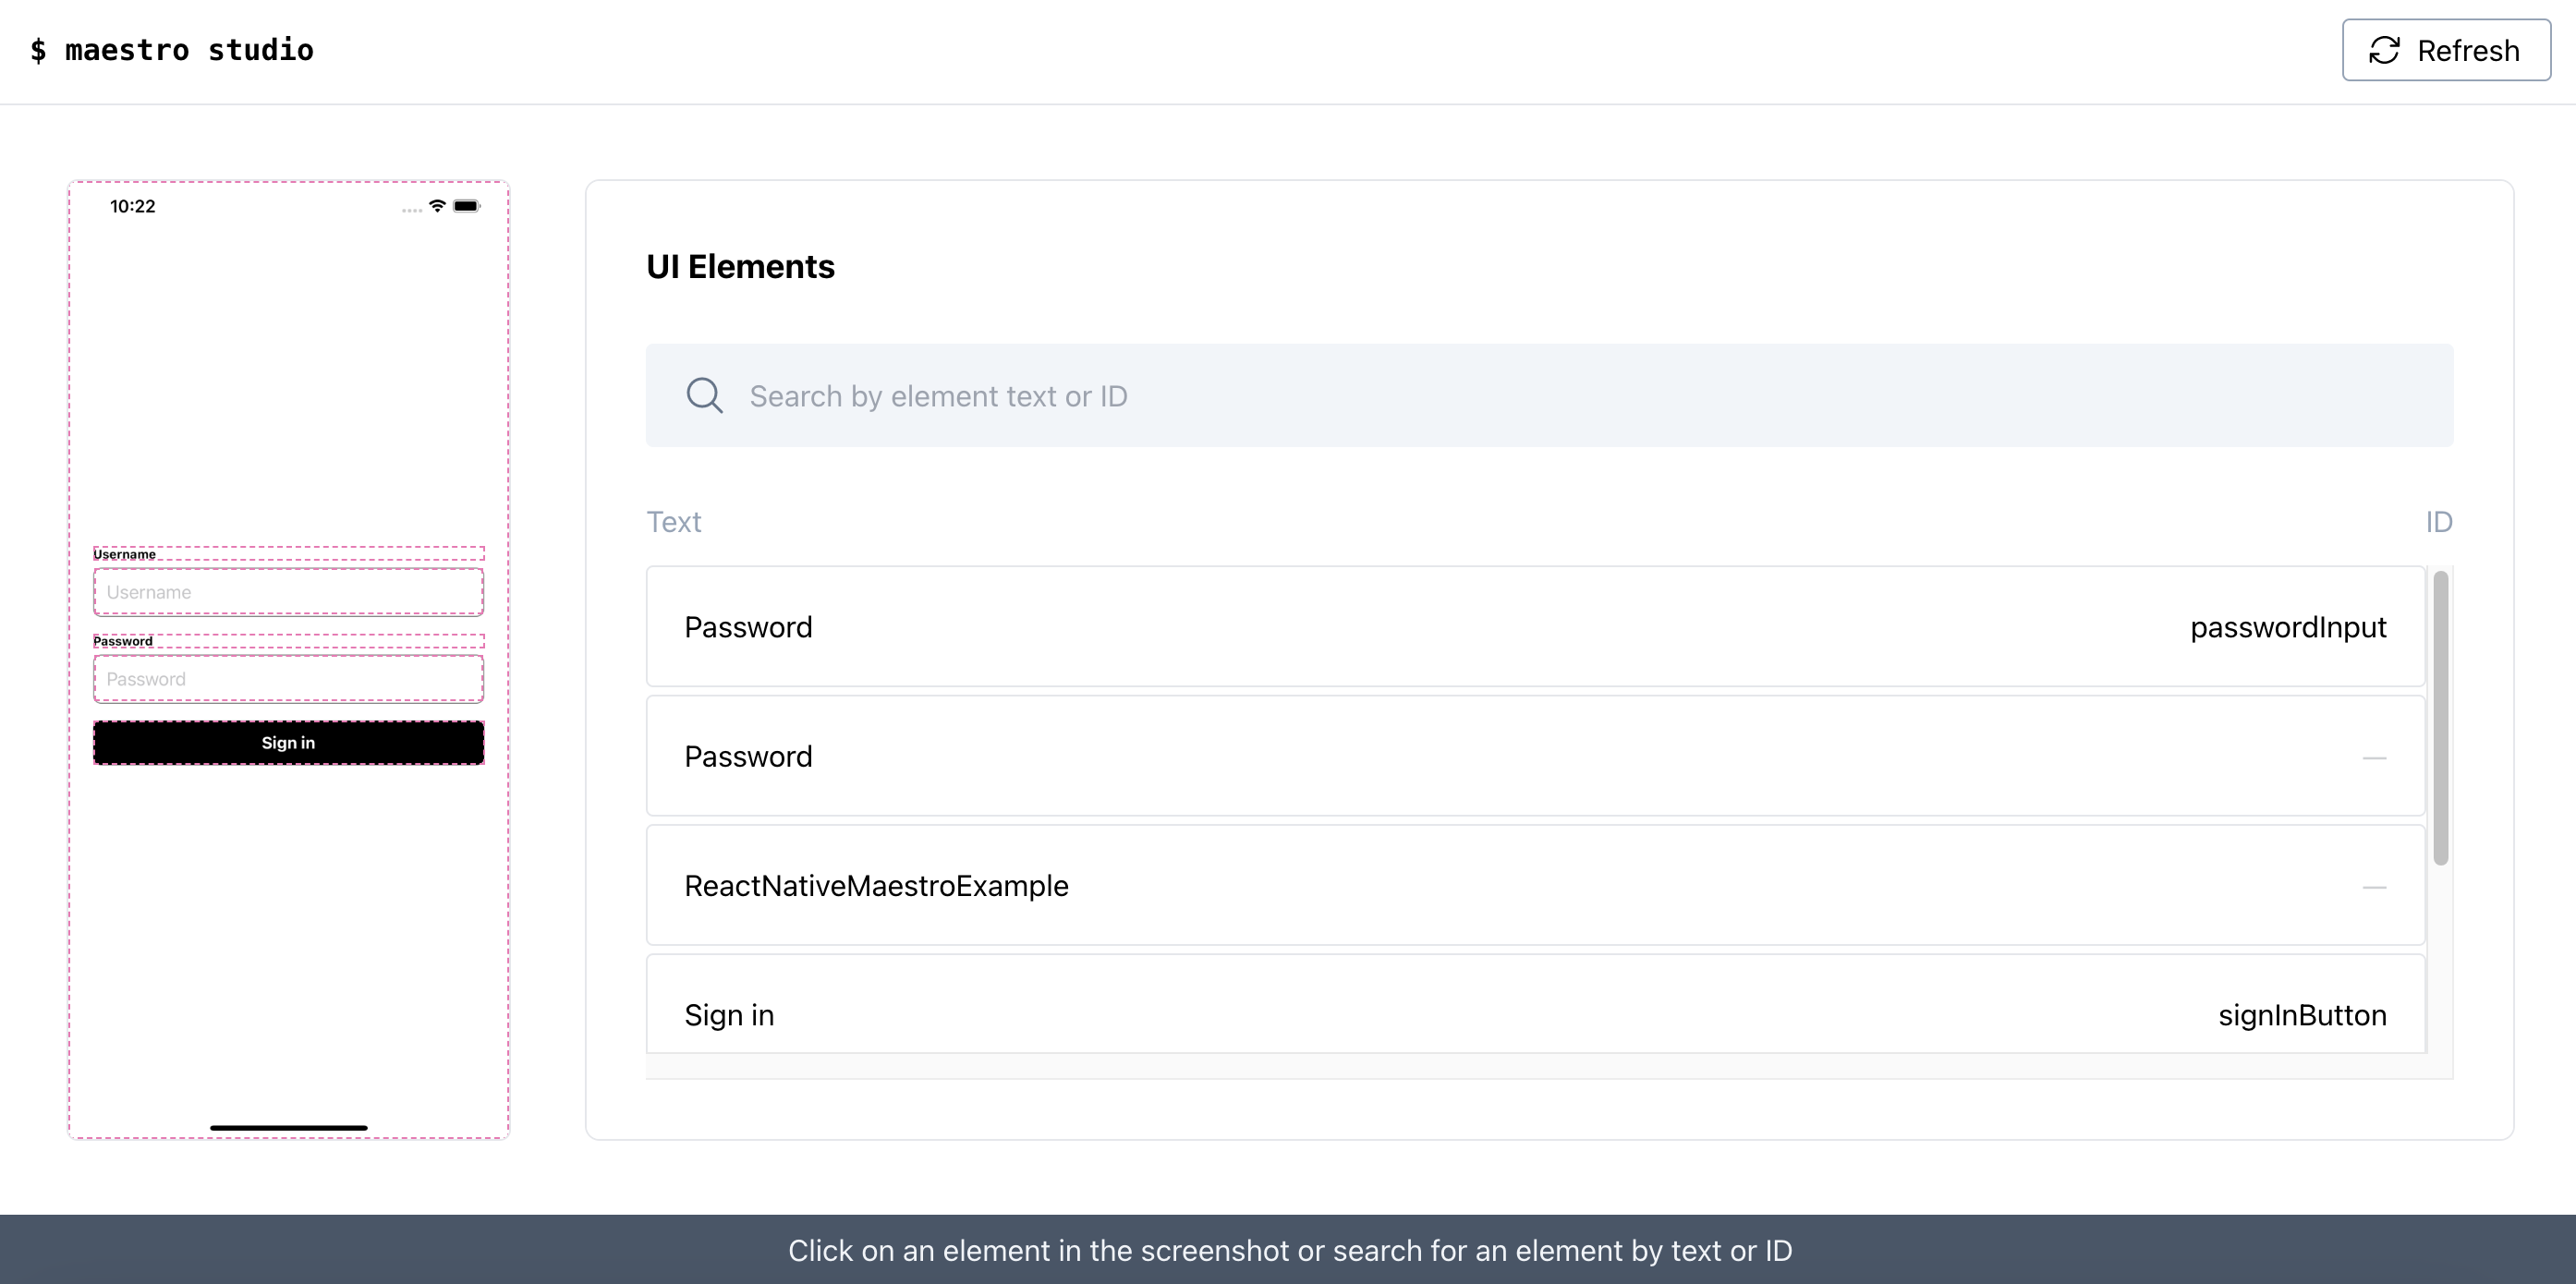 $ maestro studio
Refresh
10:22
Username
Username
Password
Password
Sign in
UI Elements
Search by element text or ID
Text ID
Password passwordInput
Password —
ReactNativeMaestroExample —
Sign in signInButton
Click on an element in the screenshot or search for an element by text or ID